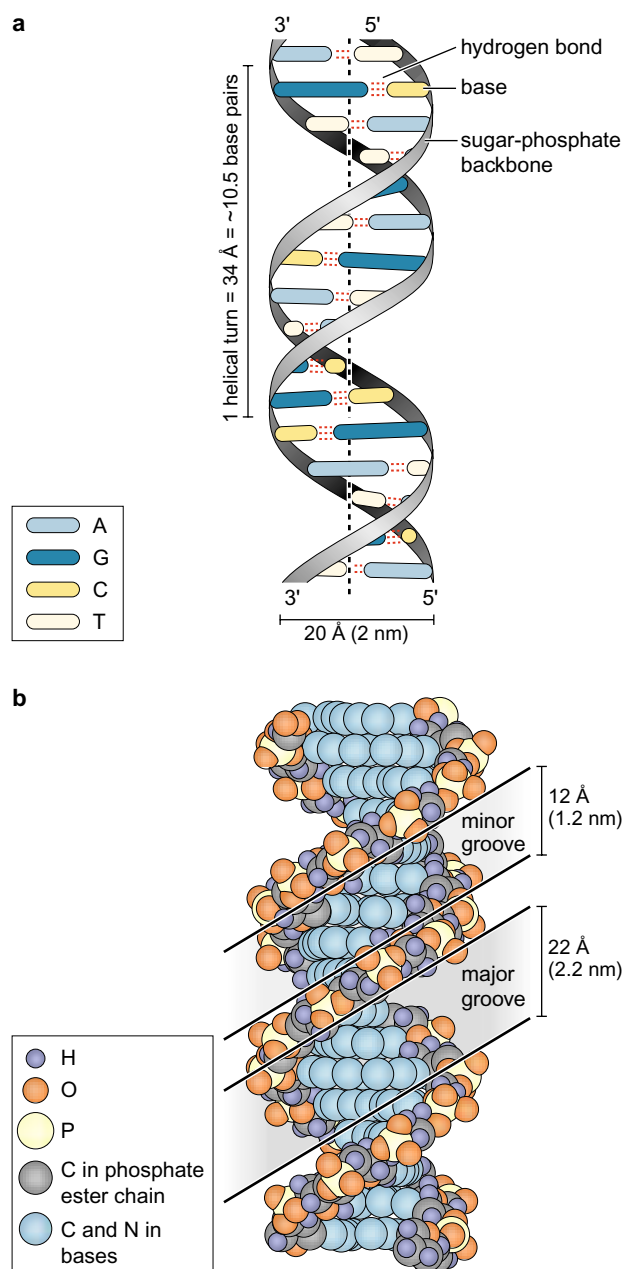 a
3' 5'
hydrogen bond
base
sugar-phosphate
backbone
1 helical turn = 34 Å = ~10.5 base pairs
A
G
C
T
3' 5'
20 Å (2 nm)
b
12 Å
(1.2 nm)
minor
groove
22 Å
(2.2 nm)
major
groove
H
O
P
C in phosphate
ester chain
C and N in
bases